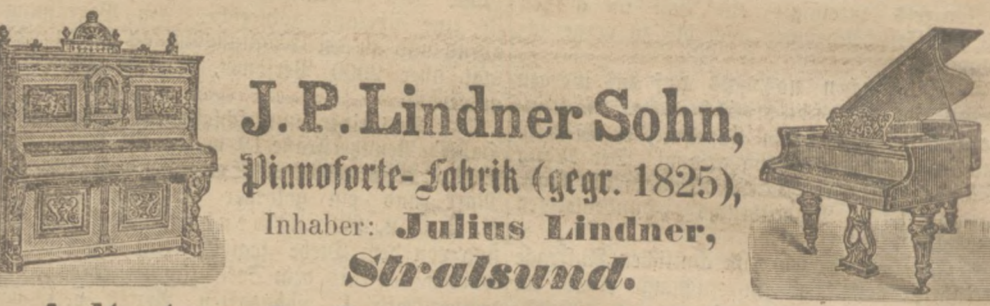 J. P. Lindner Sohn,
Pianoforte-Fabrik (gegr. 1825),
Inhaber: Julius Lindner,
Stralsund.